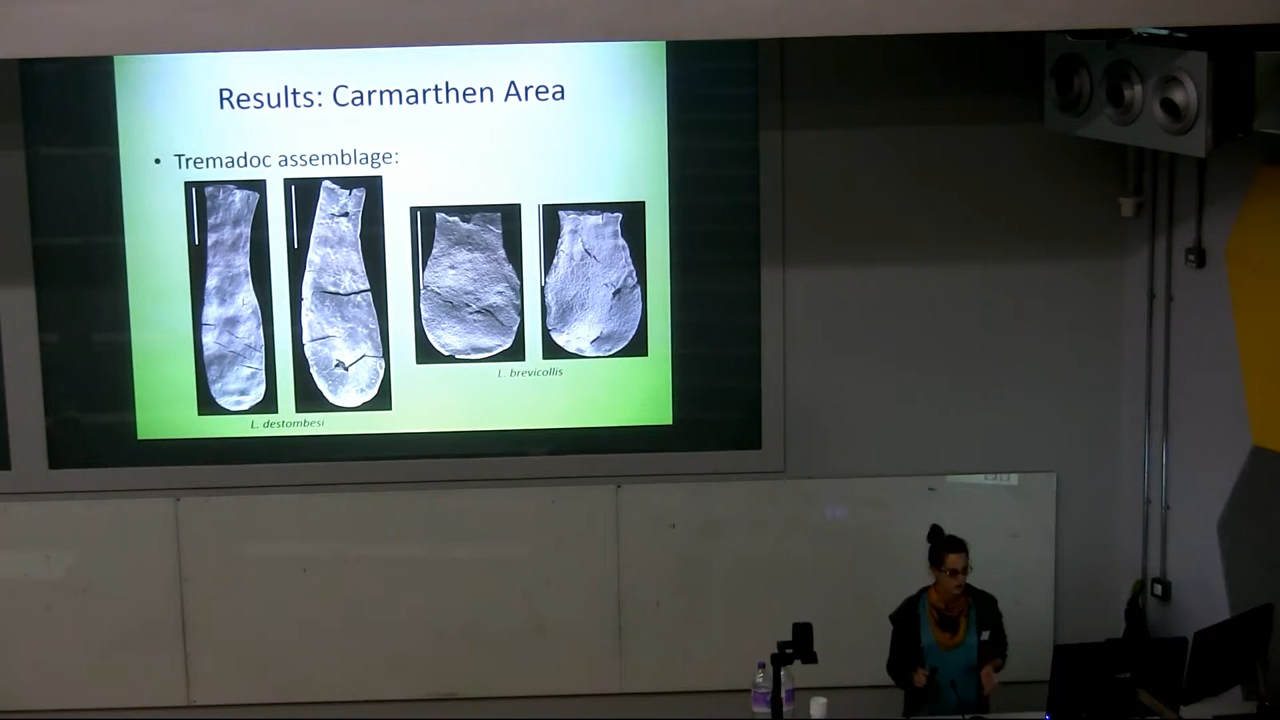 Results: Carmarthen Area
• Tremadoc assemblage:
L. brevicollis
L. destombesi